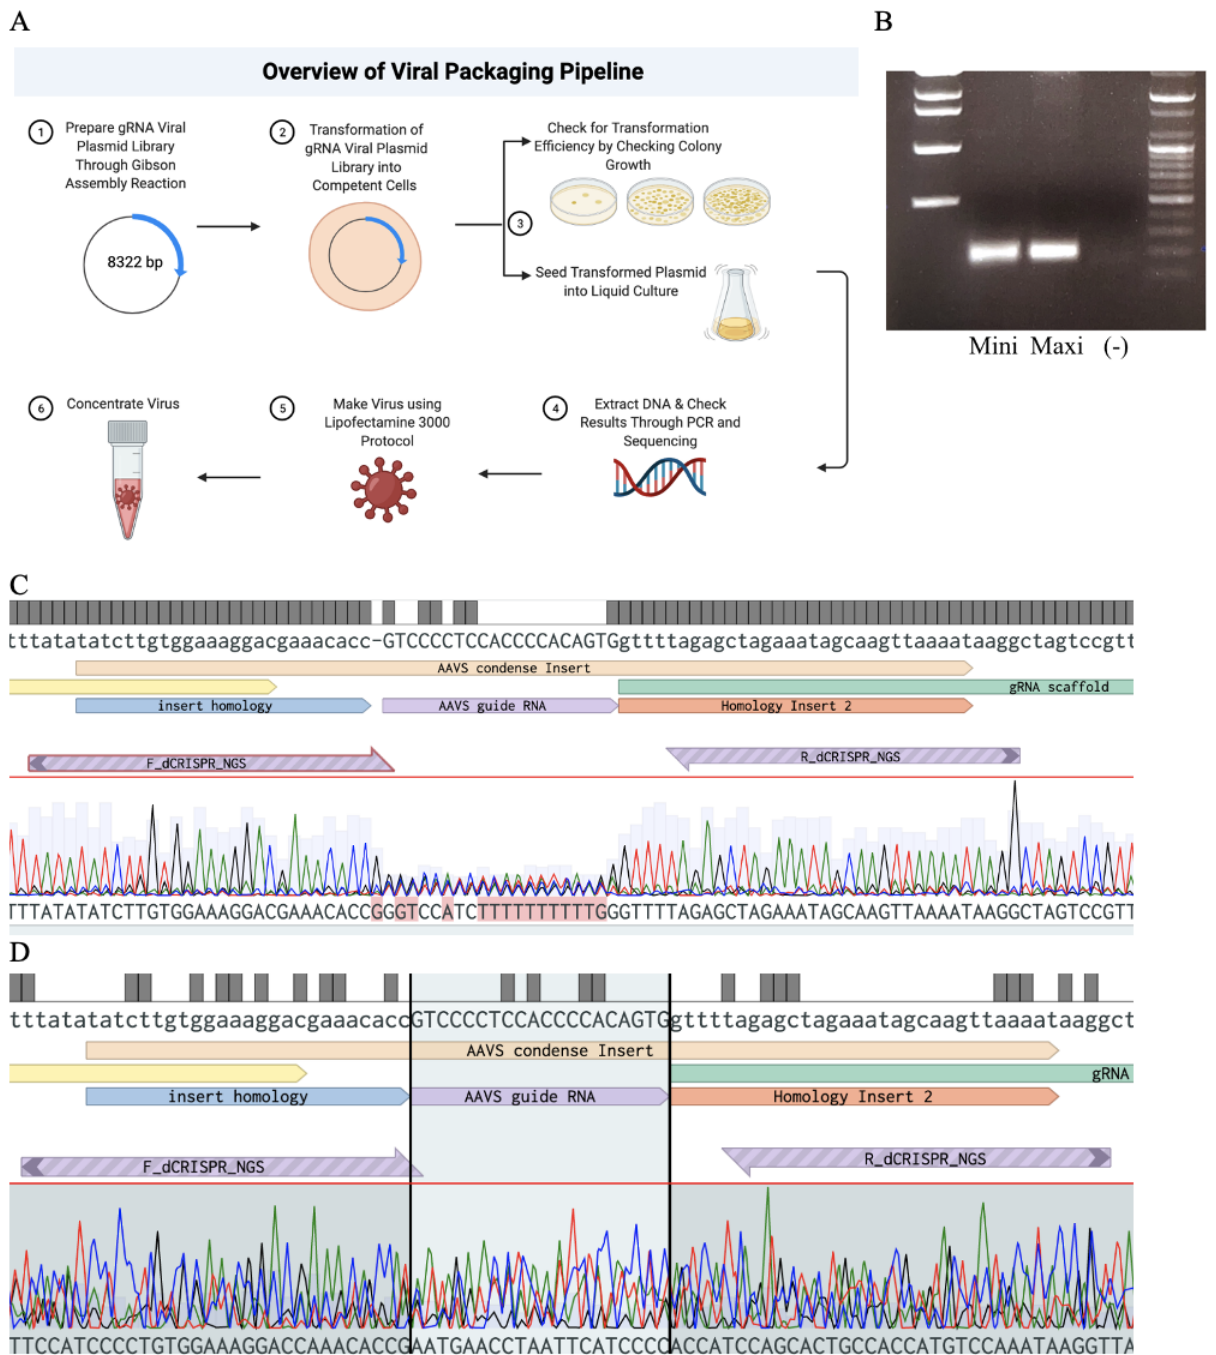 A
B
Overview of Viral Packaging Pipeline
1
Prepare gRNA Viral
Plasmid Library
Through Gibson
Assembly Reaction
8322 bp
2
Transformation of
gRNA Viral Plasmid
Library into
Competent Cells
Check for Transformation
Efficiency by Checking Colony
Growth
3
Seed Transformed Plasmid
into Liquid Culture
Mini Maxi (-)
6
Concentrate Virus
5
Make Virus using
Lipofectamine 3000
Protocol
4
Extract DNA & Check
Results Through PCR and
Sequencing
C
tttatatatcttgtggaaaggacgaaacacc-GTCCCCTCCACCCCACAGTGgttttagagctagaaatagcaagttaaaataaggctagtccgtt
AAVS condense Insert
gRNA scaffold
insert homology
AAVS guide RNA
Homology Insert 2
F_dCRISPR_NGS
R_dCRISPR_NGS
TTTATATATCTTGTGGAAAGGACGAAACACCGGGTCCATCTTTTTTTTTTGGGTTTTAGAGCTAGAAATAGCAAGTTAAAATAAGGCTAGTCCGTT
D
tttatatatcttgtggaaaggacgaaacaccGTCCCCTCCACCCCACAGTGgttttagagctagaaatagcaagttaaaataaggct
AAVS condense Insert
gRNA
insert homology
AAVS guide RNA
Homology Insert 2
F_dCRISPR_NGS
R_dCRISPR_NGS
TTCCATCCCCTGTGGAAAGGACCAAACACCGAATGAACCTAATTCATCCCCACCATCCAGCACTGCCACCATGTCCAAATAAGGTTA